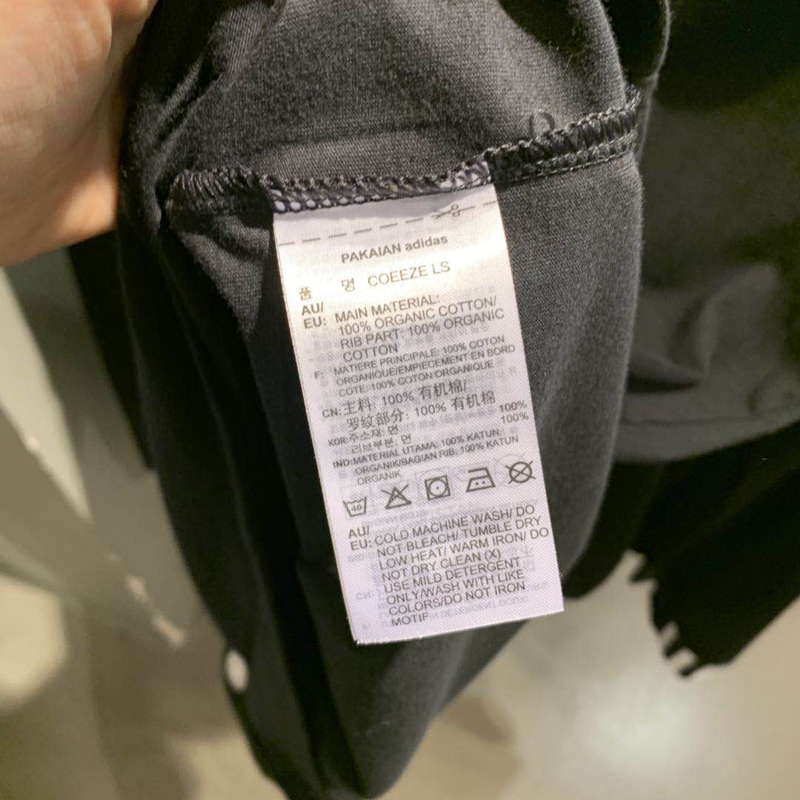 PAKAIAN adidas
품 명 COEEZE LS
AU/
EU: MAIN MATERIAL:
100% ORGANIC COTTON/
RIB PART: 100% ORGANIC
COTTON
F: MATIERE PRINCIPALE: 100% COTON
ORGANIQUE/EMPIECEMENT EN BORD
COTE: 100% COTON ORGANIQUE
CN: 主料: 100% 有机棉/
罗纹部分: 100% 有机棉
KOR: 주소재: 면 100%
리브부분: 면 100%
IND: MATERIAL UTAMA: 100% KATUN
ORGANIK/BAGIAN RIB: 100% KATUN
ORGANIK
40
AU/
EU: COLD MACHINE WASH/ DO
NOT BLEACH/ TUMBLE DRY
LOW HEAT/ WARM IRON/ DO
NOT DRY CLEAN (X)
USE MILD DETERGENT
ONLY/WASH WITH LIKE
COLORS/DO NOT IRON
MOTIF